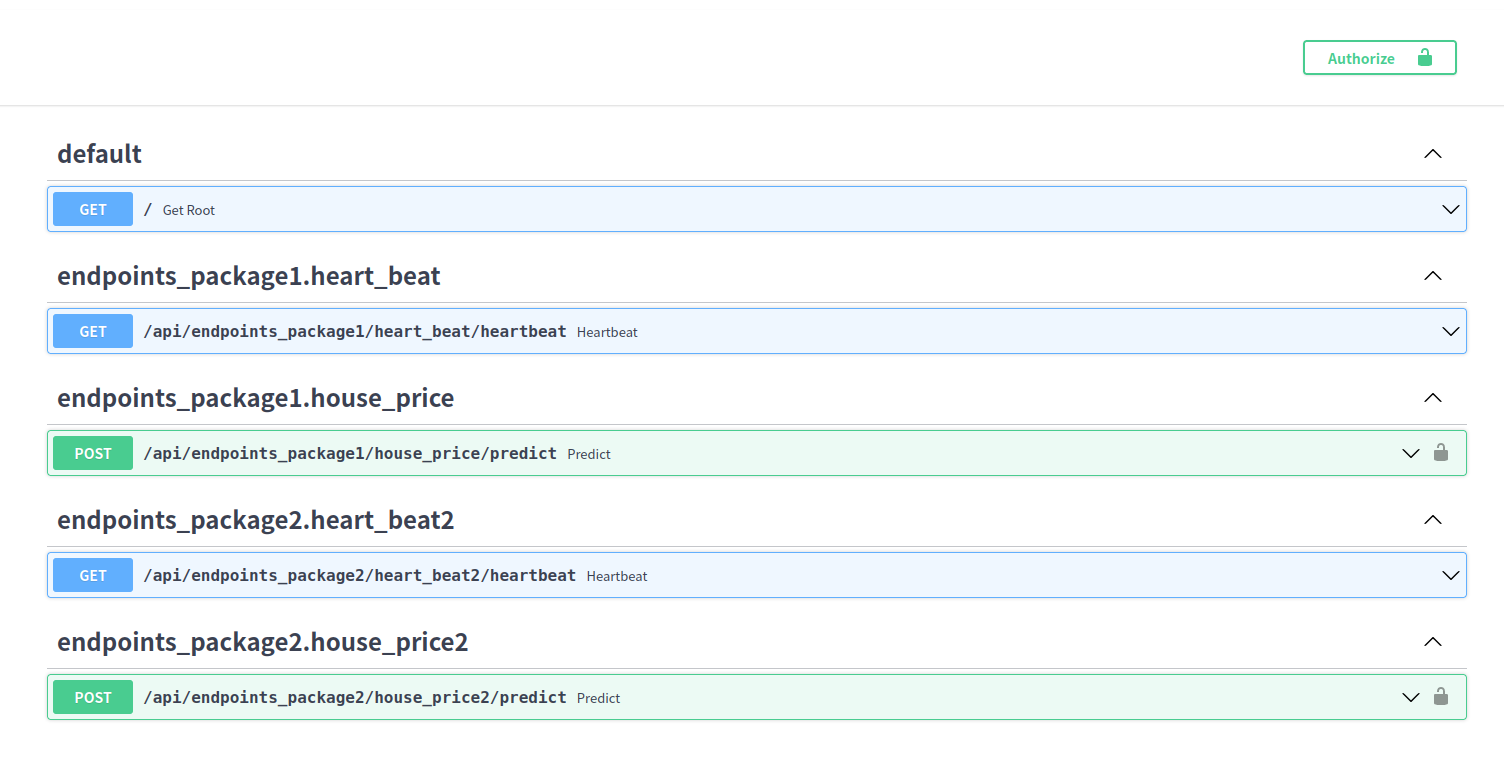 Authorize
default
GET / Get Root
endpoints_package1.heart_beat
GET /api/endpoints_package1/heart_beat/heartbeat Heartbeat
endpoints_package1.house_price
POST /api/endpoints_package1/house_price/predict Predict
endpoints_package2.heart_beat2
GET /api/endpoints_package2/heart_beat2/heartbeat Heartbeat
endpoints_package2.house_price2
POST /api/endpoints_package2/house_price2/predict Predict